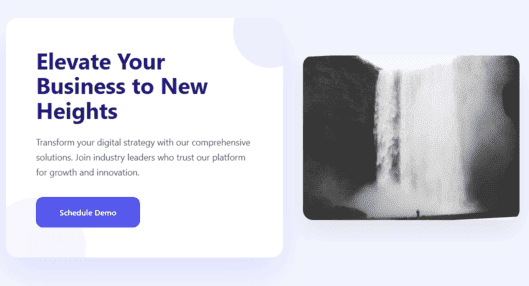 Elevate Your
Business to New
Heights
Transform your digital strategy with our comprehensive
solutions. Join industry leaders who trust our platform
for growth and innovation.
Schedule Demo